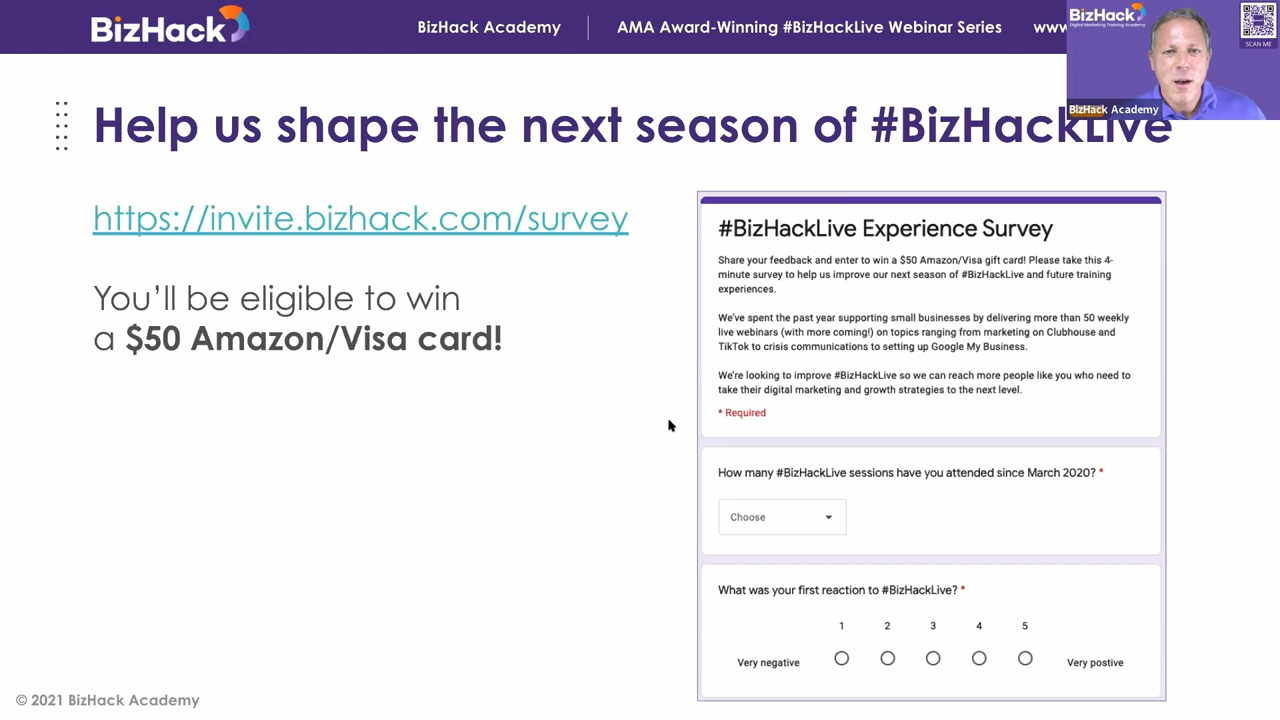 BizHack
BizHack Academy
AMA Award-Winning #BizHackLive Webinar Series
www
BizHack
Digital Marketing Training Academy
SCAN ME
BizHack Academy
Help us shape the next season of #BizHackLive
https://invite.bizhack.com/survey
You’ll be eligible to win
a $50 Amazon/Visa card!
#BizHackLive Experience Survey
Share your feedback and enter to win a $50 Amazon/Visa gift card! Please take this 4-
minute survey to help us improve our next season of #BizHackLive and future training
experiences.
We’ve spent the past year supporting small businesses by delivering more than 50 weekly
live webinars (with more coming!) on topics ranging from marketing on Clubhouse and
TikTok to crisis communications to setting up Google My Business.
We’re looking to improve #BizHackLive so we can reach more people like you who need to
take their digital marketing and growth strategies to the next level.
* Required
How many #BizHackLive sessions have you attended since March 2020? *
Choose
What was your first reaction to #BizHackLive? *
1 2 3 4 5
Very negative Very postive
© 2021 BizHack Academy